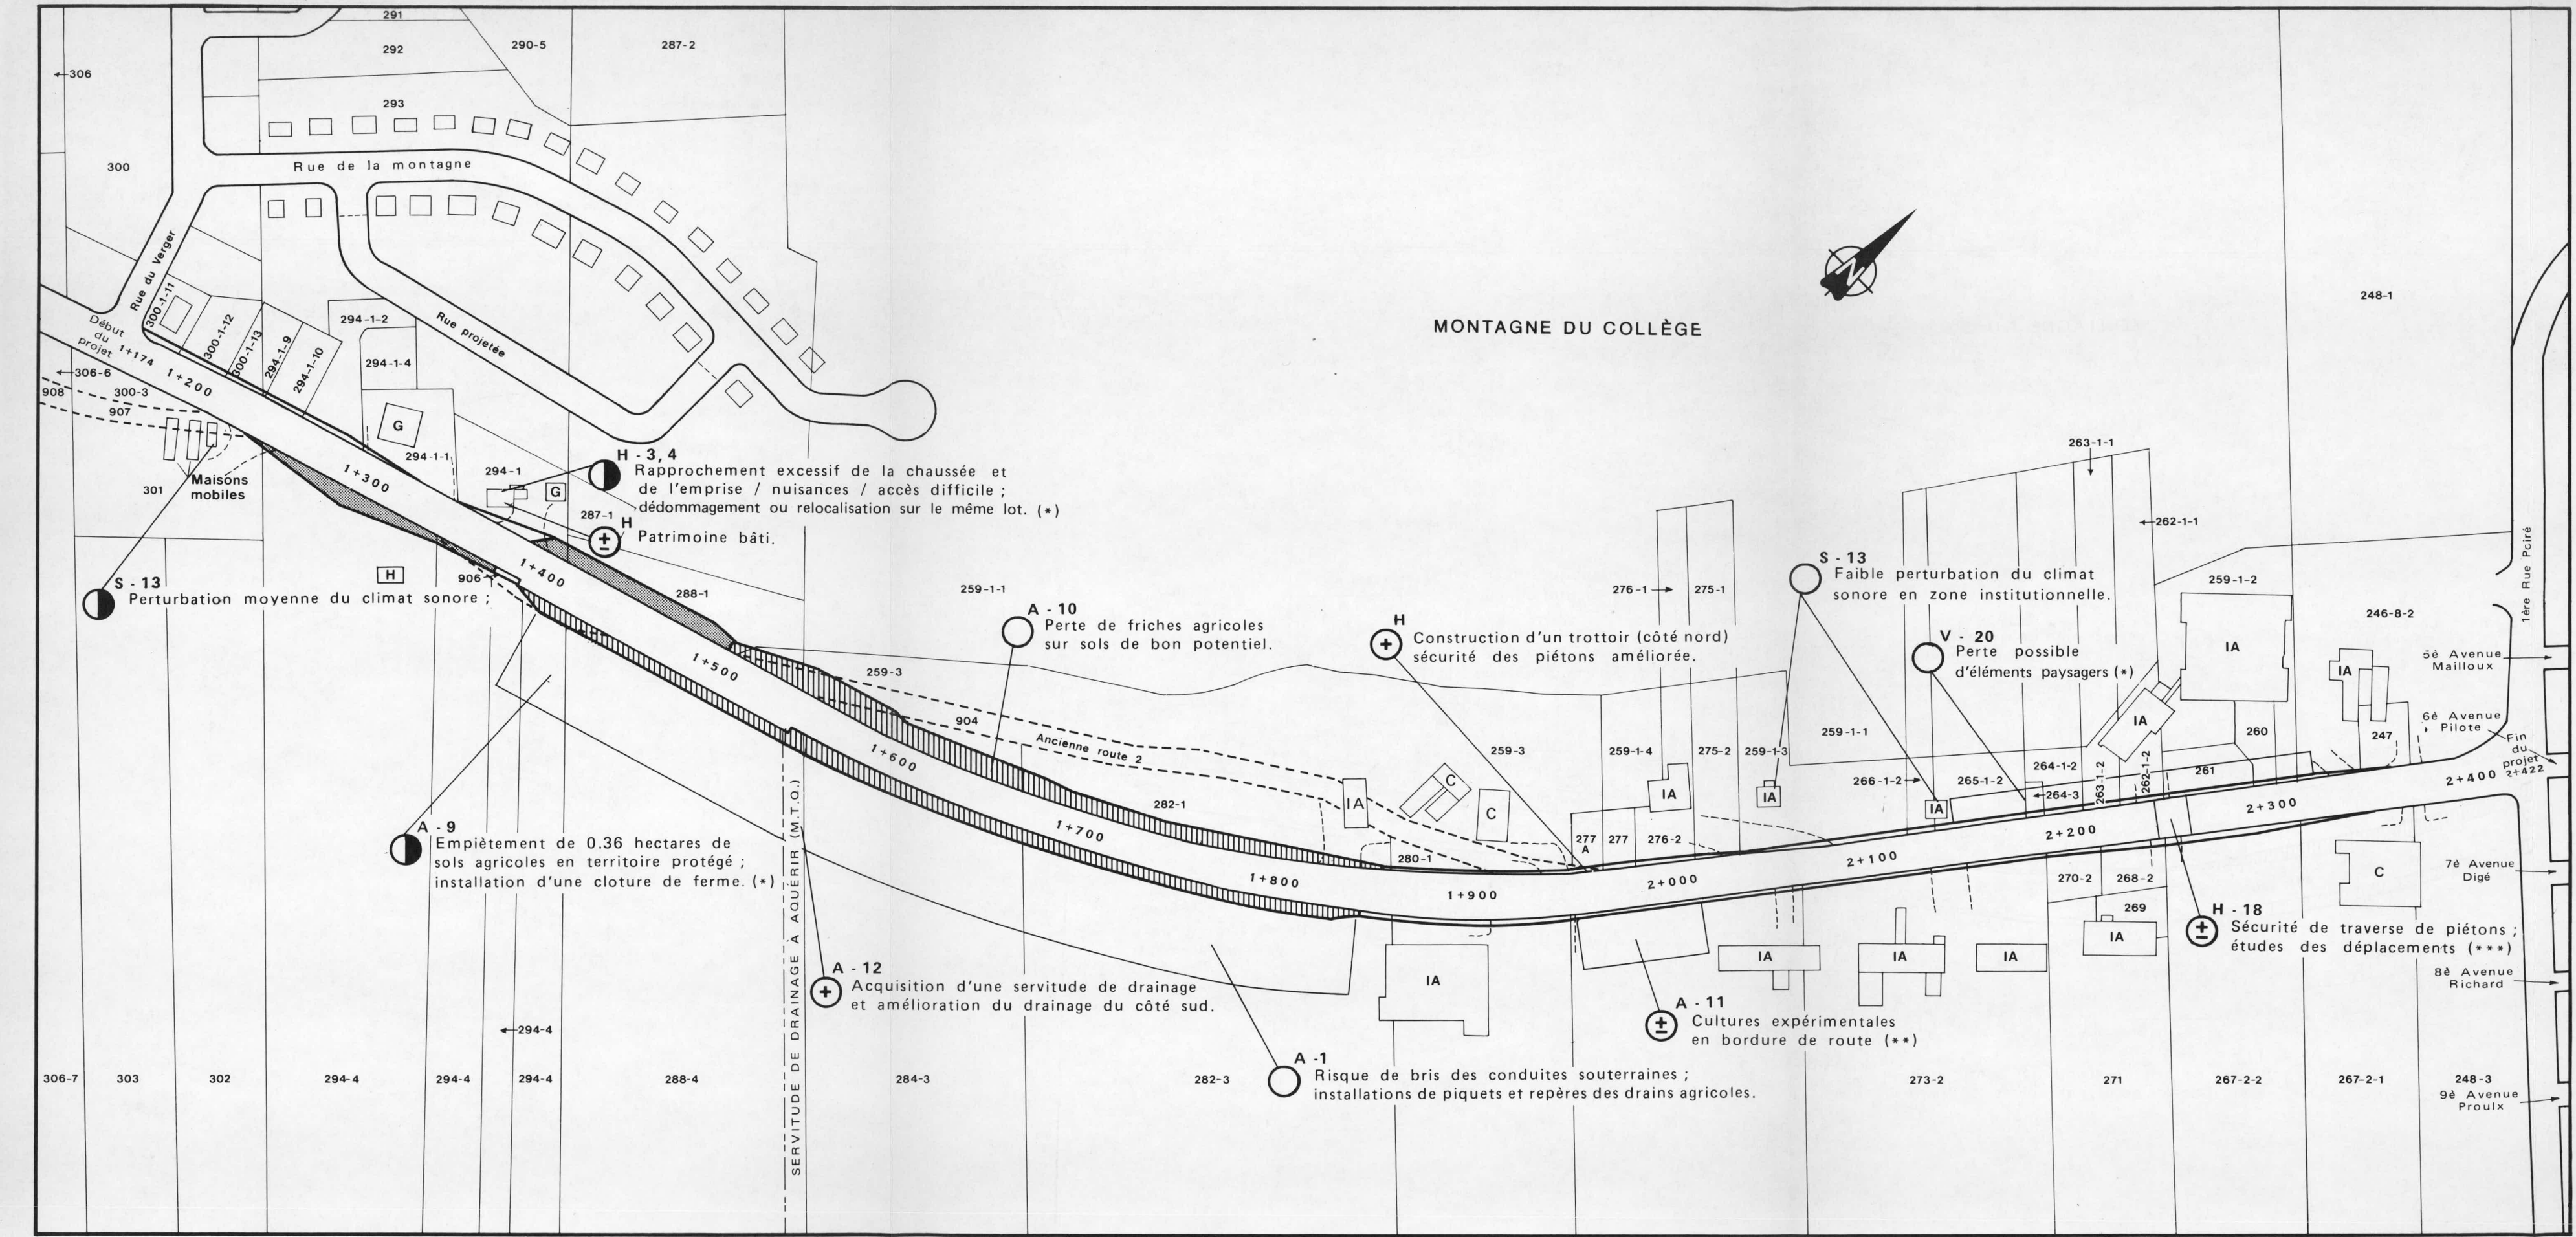 291
292
290-5
287-2
←306
293
300
Rue de la montagne
Rue du Verger
Rue projetée
MONTAGNE DU COLLÈGE
N
248-1
300-1-11
300-1-12
300-1-13
294-1-9
294-1-10
294-1-2
294-1-4
Début
du
projet 1+174
1+200
←306-6
908
300-3
907
G
294-1-1
294-1
G
287-1
301
Maisons
mobiles
1+300
H - 3, 4
Rapprochement excessif de la chaussée et
de l'emprise / nuisances / accès difficile ;
dédommagement ou relocalisation sur le même lot. (*)
H
Patrimoine bâti.
S - 13
Perturbation moyenne du climat sonore ;
H
906
1+400
288-1
259-1-1
1+500
A - 10
Perte de friches agricoles
sur sols de bon potentiel.
H
Construction d'un trottoir (côté nord)
sécurité des piétons améliorée.
276-1→
275-1
S - 13
Faible perturbation du climat
sonore en zone institutionnelle.
V - 20
Perte possible
d'éléments paysagers (*)
263-1-1
←262-1-1
259-1-2
IA
246-8-2
IA
1ère Rue Poiré
5è Avenue
Mailloux
6è Avenue
Pilote
Fin
du
projet
2+422
259-3
904
Ancienne route 2
1+600
282-1
1+700
IA
C
C
280-1
259-3
259-1-4
275-2
259-1-3
259-1-1
IA
IA
277
A
277
276-2
266-1-2→
IA
265-1-2
264-1-2
←264-3
263-1-2
262-1-2
IA
261
260
247
2+400
2+300
2+200
2+100
2+000
1+900
1+800
A - 9
Empiètement de 0.36 hectares de
sols agricoles en territoire protégé ;
installation d'une cloture de ferme. (*)
SERVITUDE DE DRAINAGE A AQUERIR (M.T.Q.)
A - 12
Acquisition d'une servitude de drainage
et amélioration du drainage du côté sud.
IA
IA
IA
IA
270-2
268-2
269
IA
C
7è Avenue
Digé
H - 18
Sécurité de traverse de piétons ;
études des déplacements (***)
8è Avenue
Richard
A - 11
Cultures expérimentales
en bordure de route (**)
A -1
Risque de bris des conduites souterraines ;
installations de piquets et repères des drains agricoles.
←294-4
306-7
303
302
294-4
294-4
294-4
288-4
284-3
282-3
273-2
271
267-2-2
267-2-1
248-3
9è Avenue
Proulx